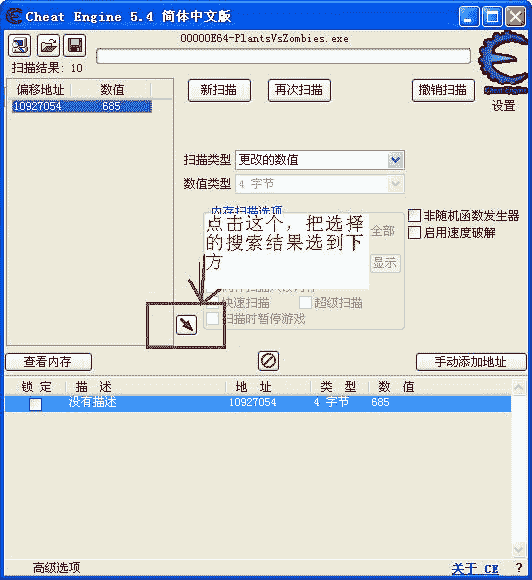 Cheat Engine 5.4 简体中文版
00000E64-PlantsVsZombies.exe
扫描结果: 10
设置
偏移地址 数值
10927054 685
新扫描 再次扫描 撤销扫描
扫描类型 更改的数值
数值类型 4 字节
内存扫描选项
点击这个，把选择
的搜索结果选到下
方
全部
显示
非随机函数发生器
启用速度破解
快速扫描 超级扫描
扫描时暂停游戏
查看内存 手动添加地址
锁定 描 述 地 址 类 型 数 值
没有描述 10927054 4 字节 685
高级选项 关于 CE ?